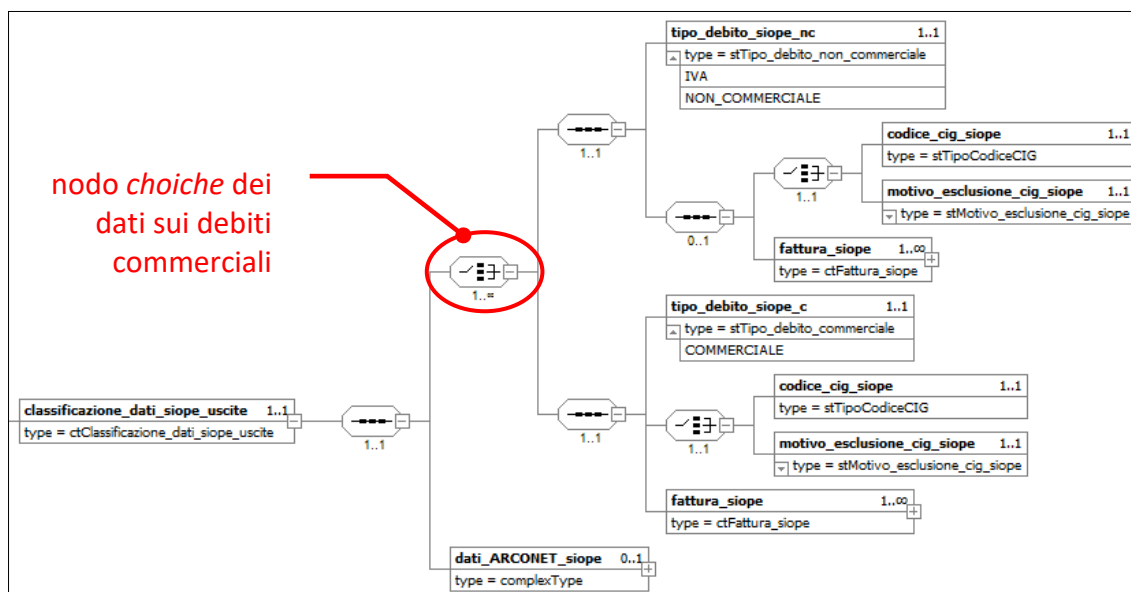 tipo_debito_siope_nc 1..1
type = stTipo_debito_non_commerciale
IVA
NON_COMMERCIALE
1..1
codice_cig_siope 1..1
type = stTipoCodiceCIG
1..1
motivo_esclusione_cig_siope 1..1
type = stMotivo_esclusione_cig_siope
0..1
fattura_siope 1..∞
type = ctFattura_siope
nodo choiche dei
dati sui debiti
commerciali
1..∞
tipo_debito_siope_c 1..1
type = stTipo_debito_commerciale
COMMERCIALE
classificazione_dati_siope_uscite 1..1
type = ctClassificazione_dati_siope_uscite
1..1
1..1
codice_cig_siope 1..1
type = stTipoCodiceCIG
1..1
motivo_esclusione_cig_siope 1..1
type = stMotivo_esclusione_cig_siope
fattura_siope 1..∞
type = ctFattura_siope
dati_ARCONET_siope 0..1
type = complexType